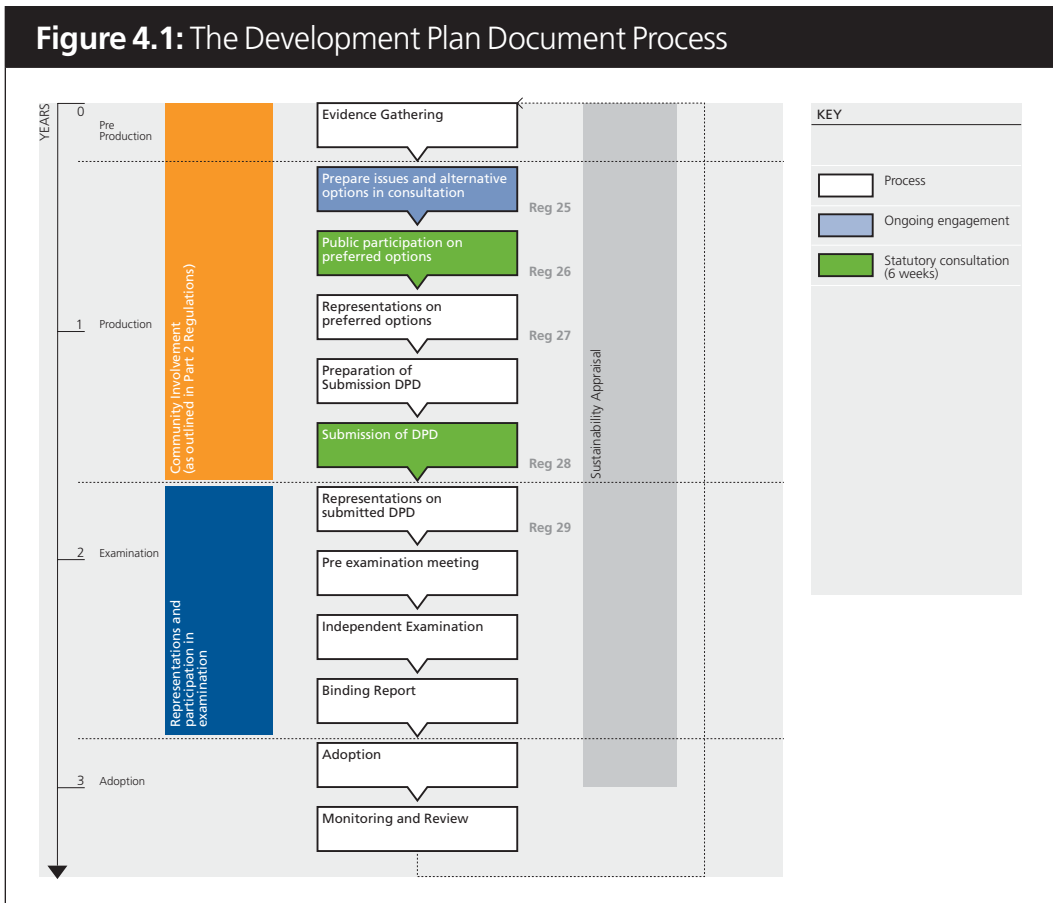 Figure 4.1: The Development Plan Document Process
YEARS
0
Pre
Production
1
Production
2
Examination
3
Adoption
Community Involvement
(as outlined in Part 2 Regulations)
Representations and
participation in
examination
Evidence Gathering
Prepare issues and alternative
options in consultation
Reg 25
Public participation on
preferred options
Reg 26
Representations on
preferred options
Reg 27
Preparation of
Submission DPD
Submission of DPD
Reg 28
Representations on
submitted DPD
Reg 29
Pre examination meeting
Independent Examination
Binding Report
Adoption
Monitoring and Review
Sustainability Appraisal
KEY
Process
Ongoing engagement
Statutory consultation
(6 weeks)